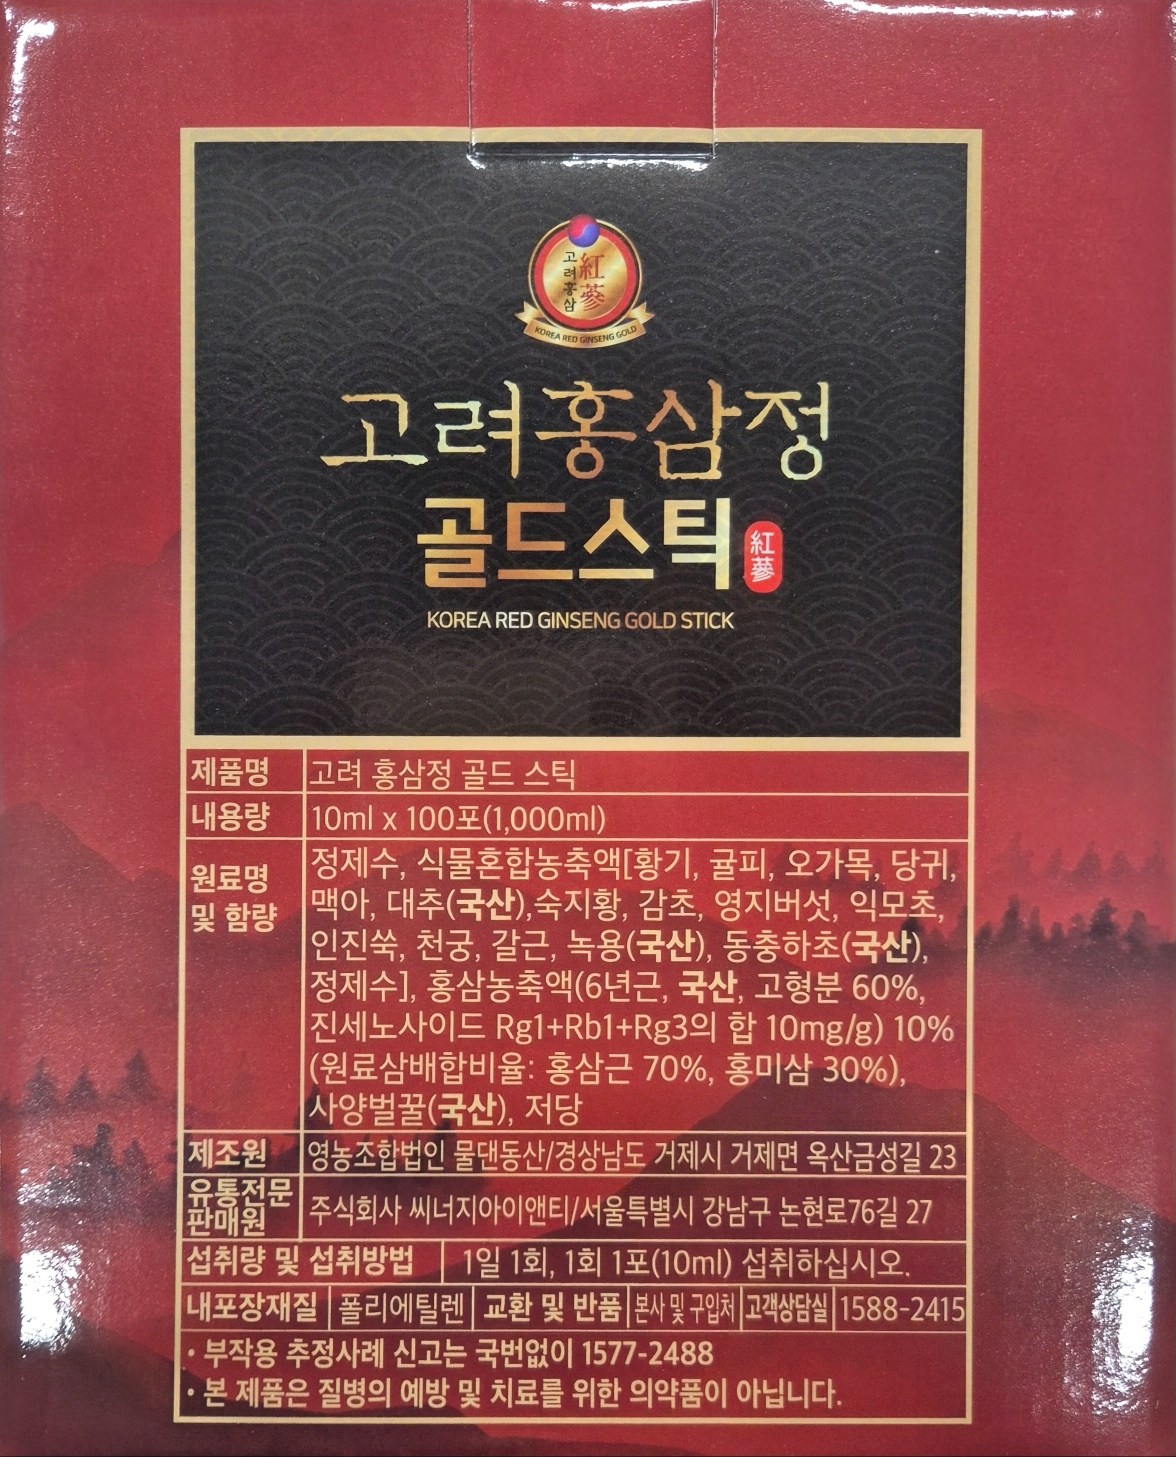 고려홍삼
紅蔘
KOREA RED GINSENG GOLD
고려홍삼정
골드스틱
紅蔘
KOREA RED GINSENG GOLD STICK
제품명 고려 홍삼정 골드 스틱
내용량 10ml x 100포(1,000ml)
원료명 및 함량
정제수, 식물혼합농축액[황기, 귤피, 오가목, 당귀,
맥아, 대추(국산),숙지황, 감초, 영지버섯, 익모초,
인진쑥, 천궁, 갈근, 녹용(국산), 동충하초(국산),
정제수], 홍삼농축액(6년근, 국산, 고형분 60%,
진세노사이드 Rg1+Rb1+Rg3의 합 10mg/g) 10%
(원료삼배합비율: 홍삼근 70%, 홍미삼 30%),
사양벌꿀(국산), 저당
제조원 영농조합법인 물댄동산/경상남도 거제시 거제면 옥산금성길 23
유통전문
판매원 주식회사 씨너지아이앤티/서울특별시 강남구 논현로76길 27
섭취량 및 섭취방법 1일 1회, 1회 1포(10ml) 섭취하십시오.
내포장재질 폴리에틸렌 교환 및 반품 본사 및 구입처 고객상담실 1588-2415
· 부작용 추정사례 신고는 국번없이 1577-2488
· 본 제품은 질병의 예방 및 치료를 위한 의약품이 아닙니다.